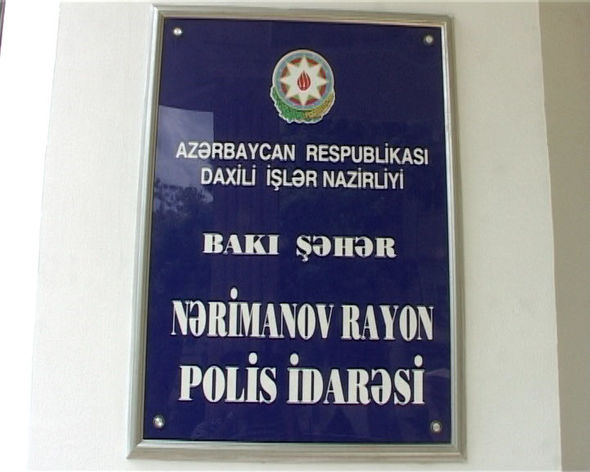 AZƏRBAYCAN RESPUBLİKASI
DAXİLİ İŞLƏR NAZİRLİYİ
BAKI ŞƏHƏR
NƏRİMANOV RAYON
POLİS İDARƏSİ